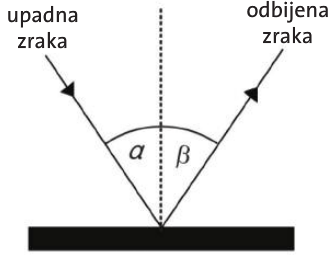 upadna
zraka
odbijena
zraka
α
β